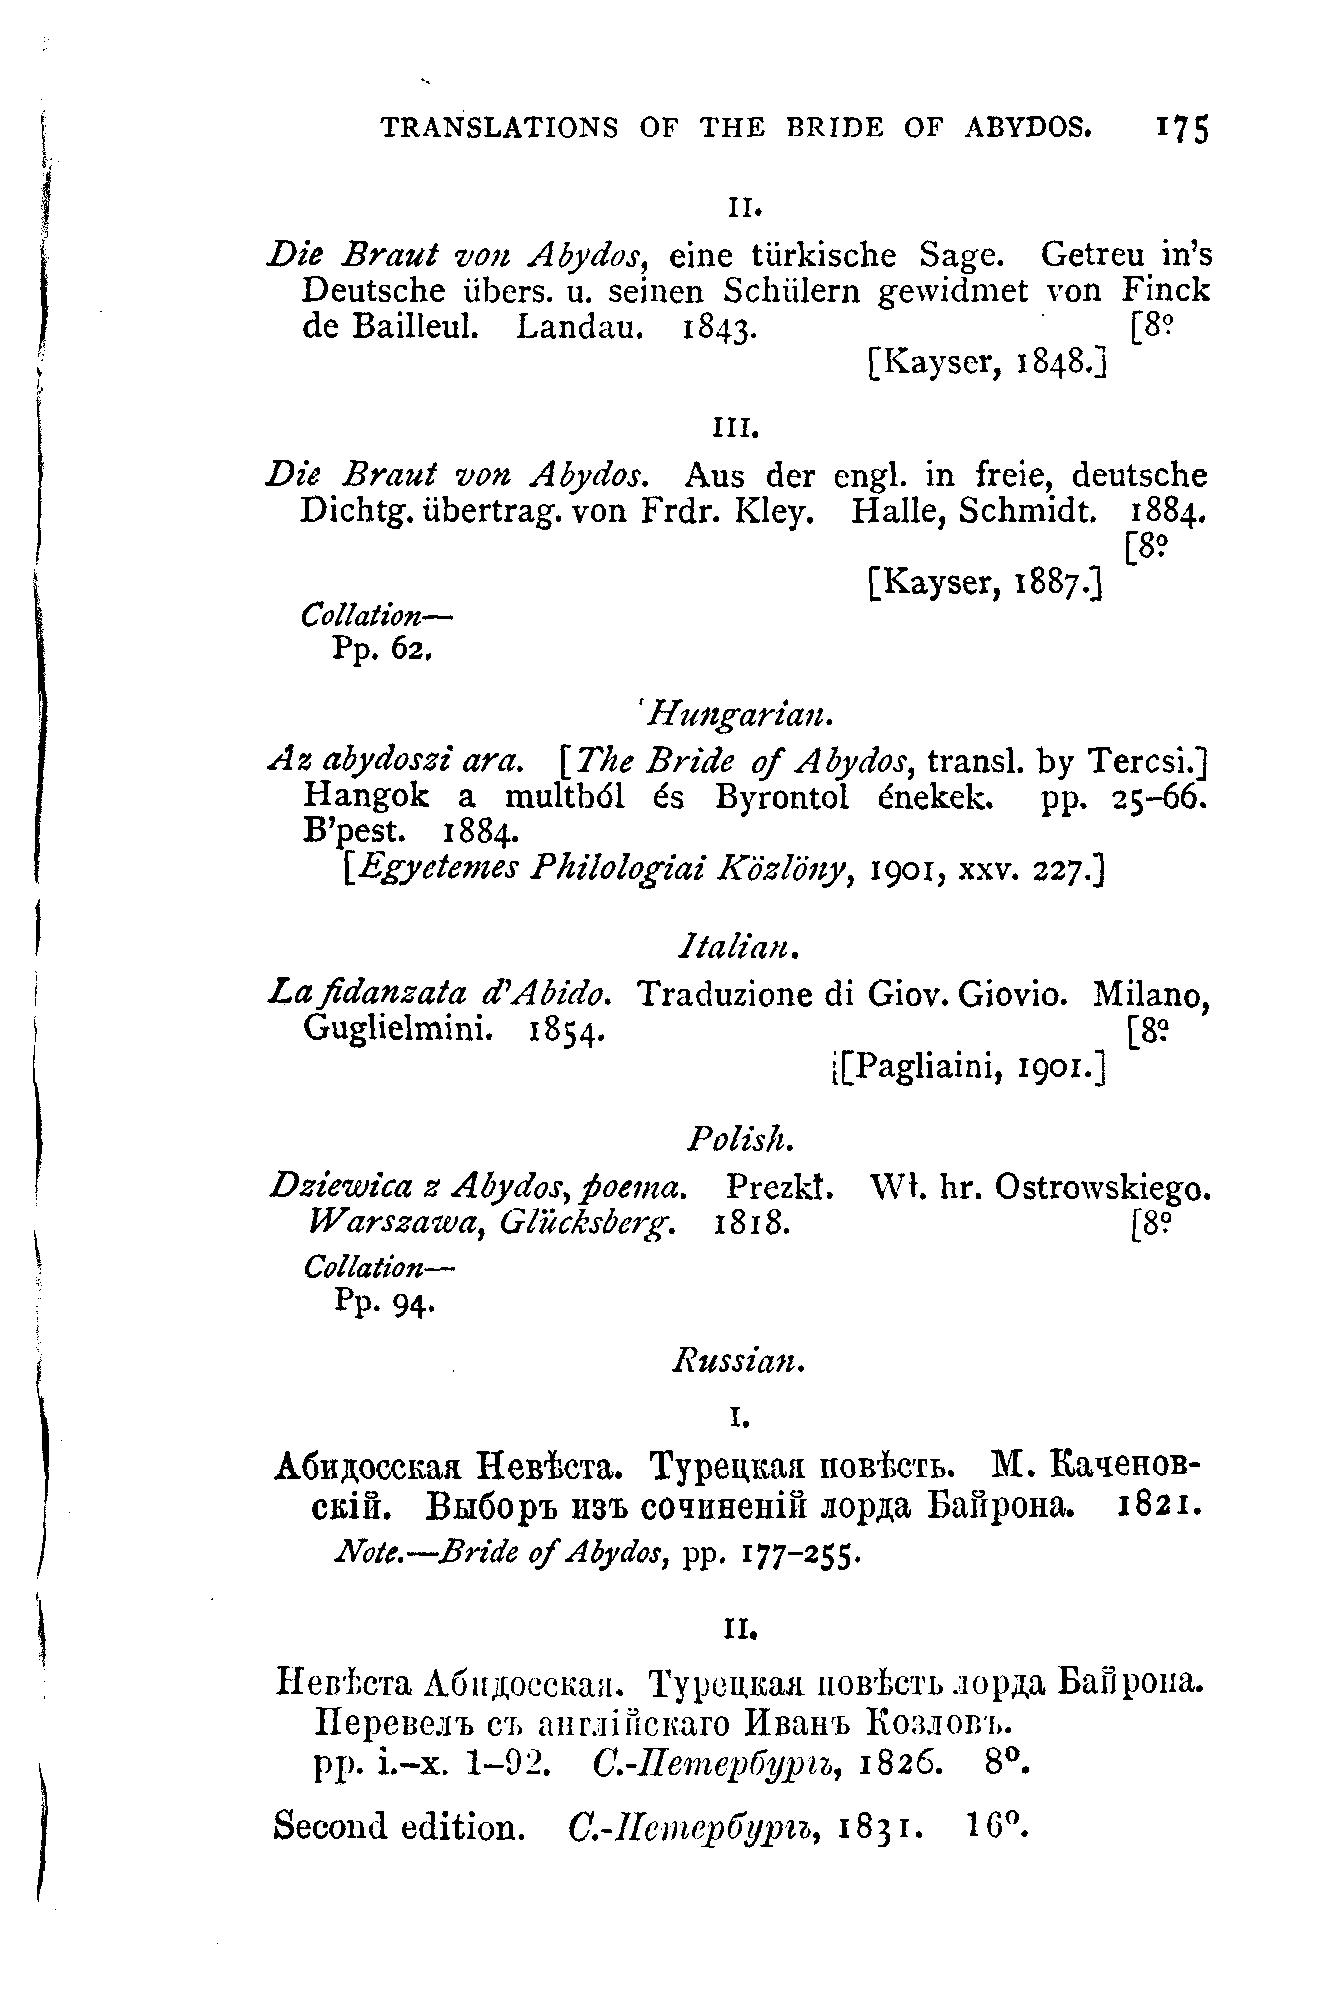 TRANSLATIONS OF THE BRIDE OF ABYDOS. 175
II.
Die Braut von Abydos, eine türkische Sage. Getreu in's
Deutsche übers. u. seinen Schülern gewidmet von Finck
de Bailleul. Landau. 1843. [8º
[Kayser, 1848.]
III.
Die Braut von Abydos. Aus der engl. in freie, deutsche
Dichtg. übertrag. von Frdr. Kley. Halle, Schmidt. 1884.
[8º
[Kayser, 1887.]
Collation—
Pp. 62.
Hungarian.
Az abydoszi ara. [The Bride of Abydos, transl. by Tercsi.]
Hangok a multból és Byrontol énekek. pp. 25–66.
B'pest. 1884.
[Egyetemes Philologiai Közlöny, 1901, xxv. 227.]
Italian.
La fidanzata d'Abido. Traduzione di Giov. Giovio. Milano,
Guglielmini. 1854. [8º
[Pagliaini, 1901.]
Polish.
Dziewica z Abydos, poema. Prezkł. Wł. hr. Ostrowskiego.
Warszawa, Glücksberg. 1818. [8º
Collation—
Pp. 94.
Russian.
I.
Абидосская Невѣста. Турецкая повѣсть. М. Каченов-
скій. Выборъ изъ сочиненій лорда Байрона. 1821.
Note.—Bride of Abydos, pp. 177–255.
II.
Невѣста Абидосская. Турецкая повѣсть лорда Байрона.
Перевелъ съ англійскаго Иванъ Козловъ.
pp. i.–x. 1–92. С.-Петербургъ, 1826. 8º.
Second edition. С.-Петербургъ, 1831. 16º.